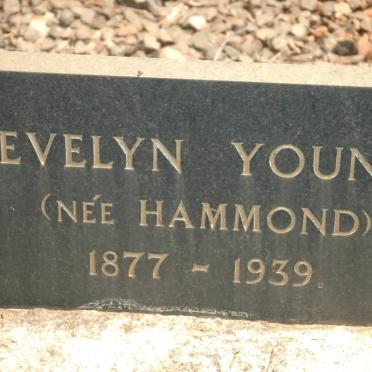 EVELYN YOUN
(NÉE HAMMOND)
1877 - 1939.